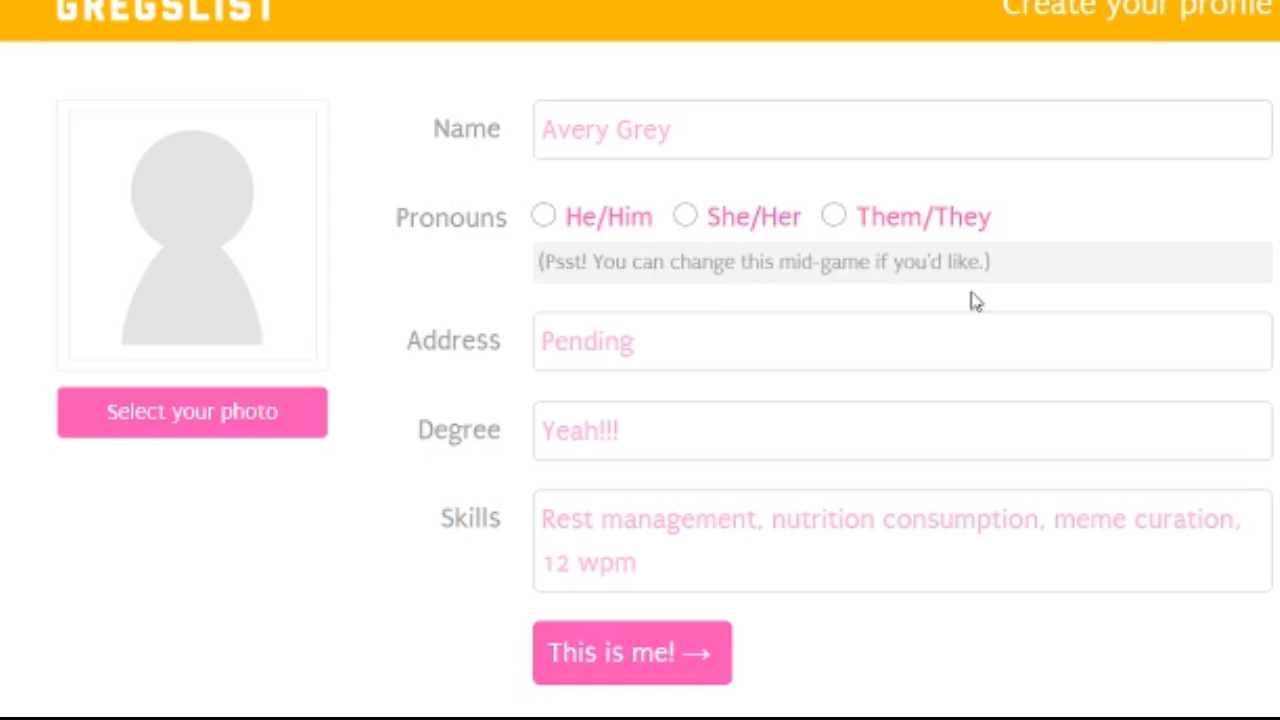 GREGSLIST
Create your profile
Name
Avery Grey
Pronouns
He/Him She/Her Them/They
(Psst! You can change this mid-game if you'd like.)
Address
Pending
Select your photo
Degree
Yeah!!!
Skills
Rest management, nutrition consumption, meme curation,
12 wpm
This is me! →